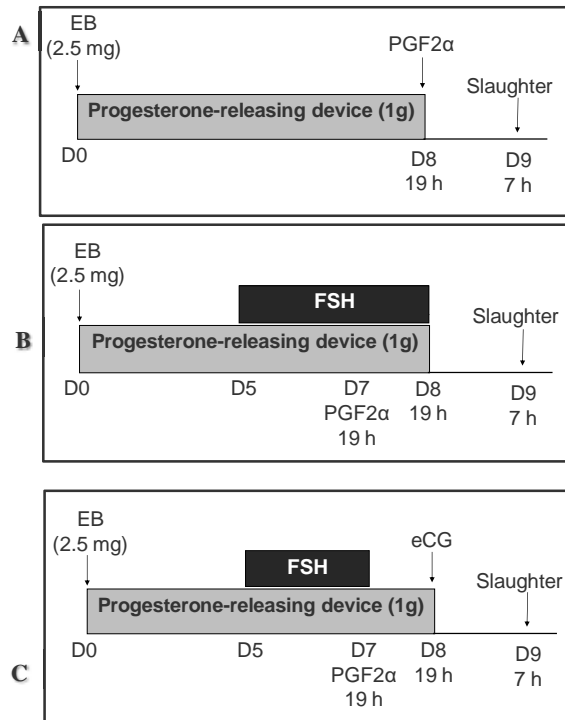 A
EB
(2.5 mg)
PGF2α
Slaughter
Progesterone-releasing device (1g)
D0
D8
19 h
D9
7 h
B
EB
(2.5 mg)
FSH
Slaughter
Progesterone-releasing device (1g)
D0
D5
D7
PGF2α
19 h
D8
19 h
D9
7 h
C
EB
(2.5 mg)
eCG
FSH
Slaughter
Progesterone-releasing device (1g)
D0
D5
D7
PGF2α
19 h
D8
19 h
D9
7 h